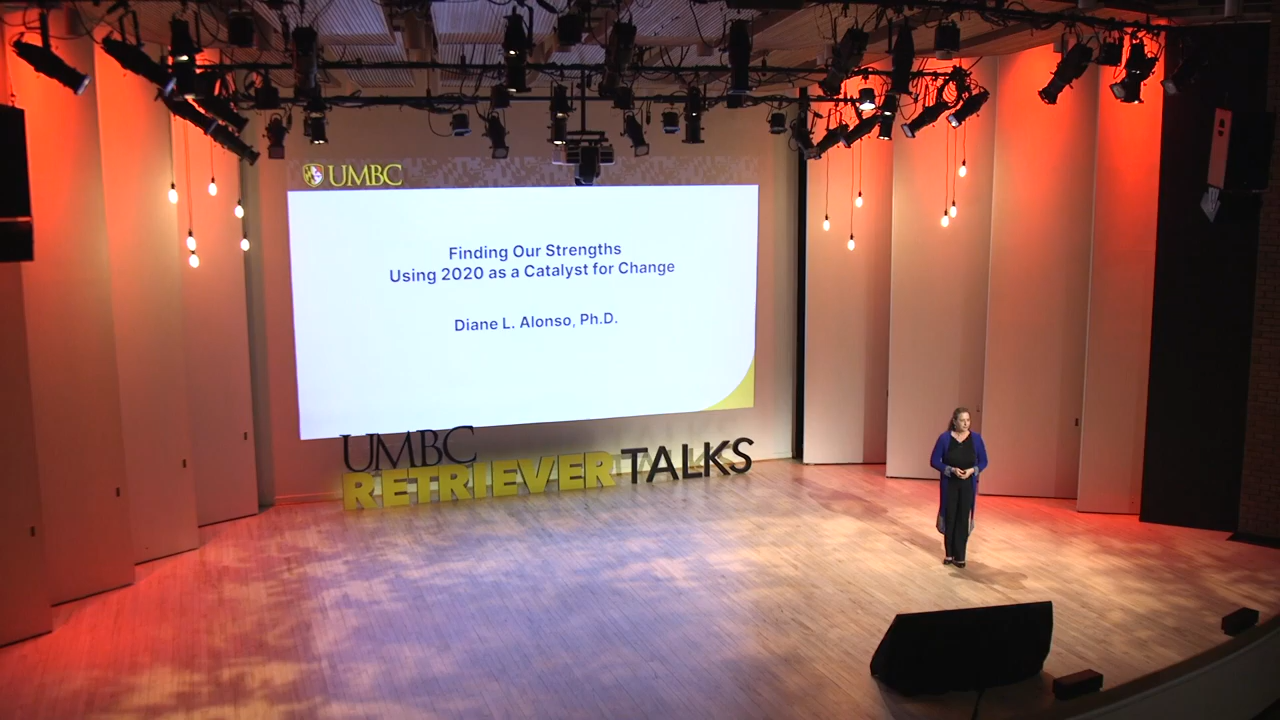 UMBC
Finding Our Strengths
Using 2020 as a Catalyst for Change
Diane L. Alonso, Ph.D.
UMBC
RETRIEVER TALKS